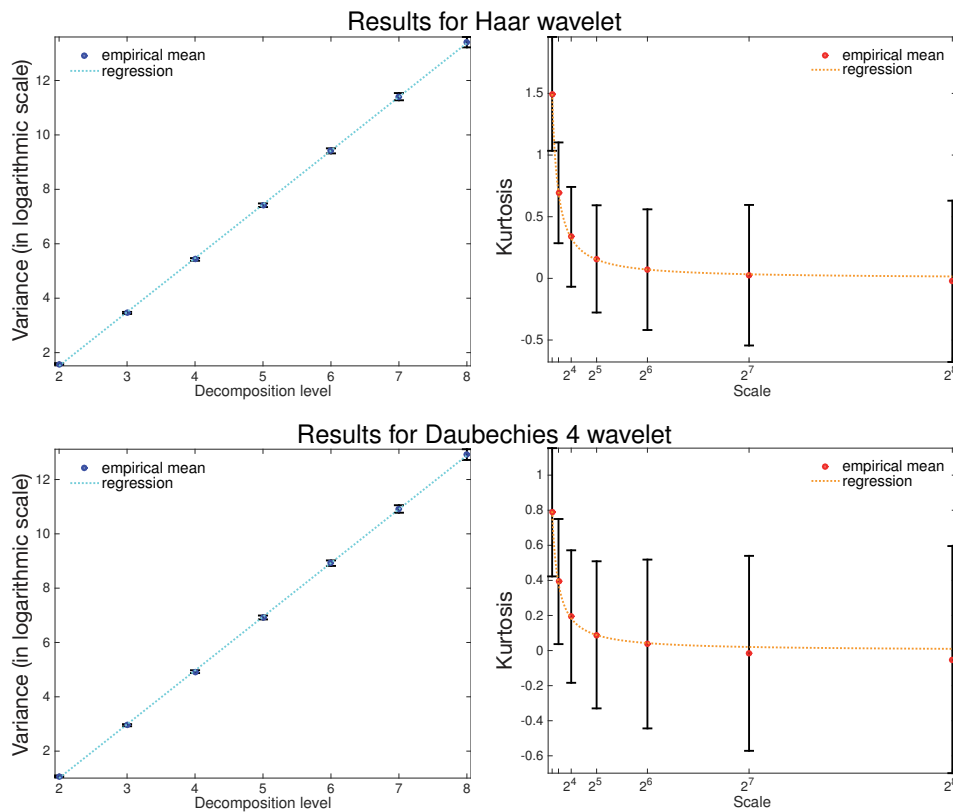 Results for Haar wavelet
Variance (in logarithmic scale)
12
10
8
6
4
2
empirical mean
regression
2 3 4 5 6 7 8
Decomposition level
Kurtosis
1.5
1
0.5
0
-0.5
empirical mean
regression
2^4 2^5 2^6 2^7
Scale
Results for Daubechies 4 wavelet
Variance (in logarithmic scale)
12
10
8
6
4
2
empirical mean
regression
2 3 4 5 6 7 8
Decomposition level
Kurtosis
1
0.8
0.6
0.4
0.2
0
-0.2
-0.4
-0.6
empirical mean
regression
2^4 2^5 2^6 2^7
Scale